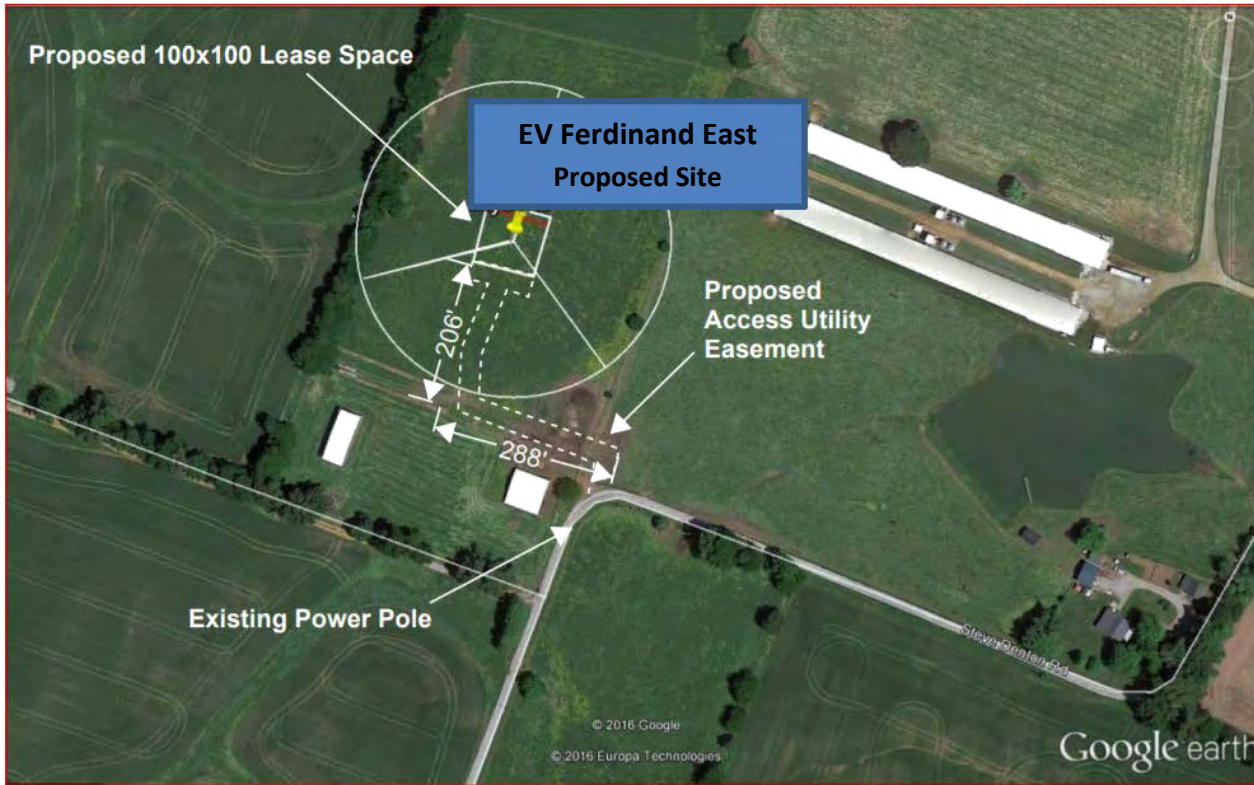 Proposed 100x100 Lease Space
EV Ferdinand East
Proposed Site
Proposed
Access Utility
Easement
206'
288'
Existing Power Pole
Steve Denton Rd
© 2016 Google
© 2016 Europa Technologies
Google earth
N